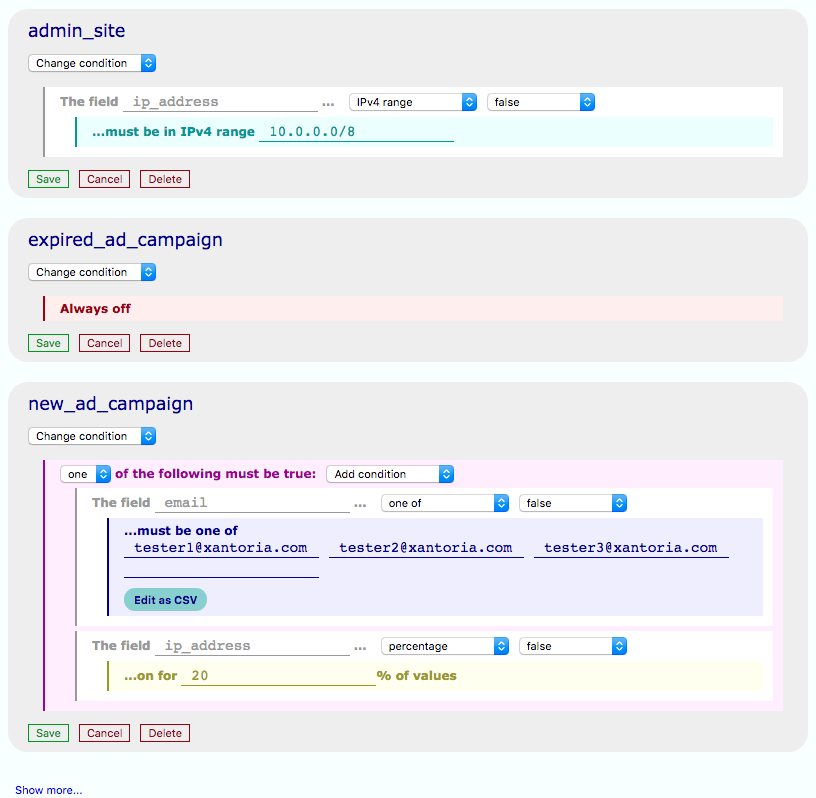 admin_site
Change condition
The field ip_address ... IPv4 range false
...must be in IPv4 range 10.0.0.0/8
Save Cancel Delete
expired_ad_campaign
Change condition
Always off
Save Cancel Delete
new_ad_campaign
Change condition
one of the following must be true: Add condition
The field email ... one of false
...must be one of
tester1@xantoria.com tester2@xantoria.com tester3@xantoria.com
Edit as CSV
The field ip_address ... percentage false
...on for 20 % of values
Save Cancel Delete
Show more...